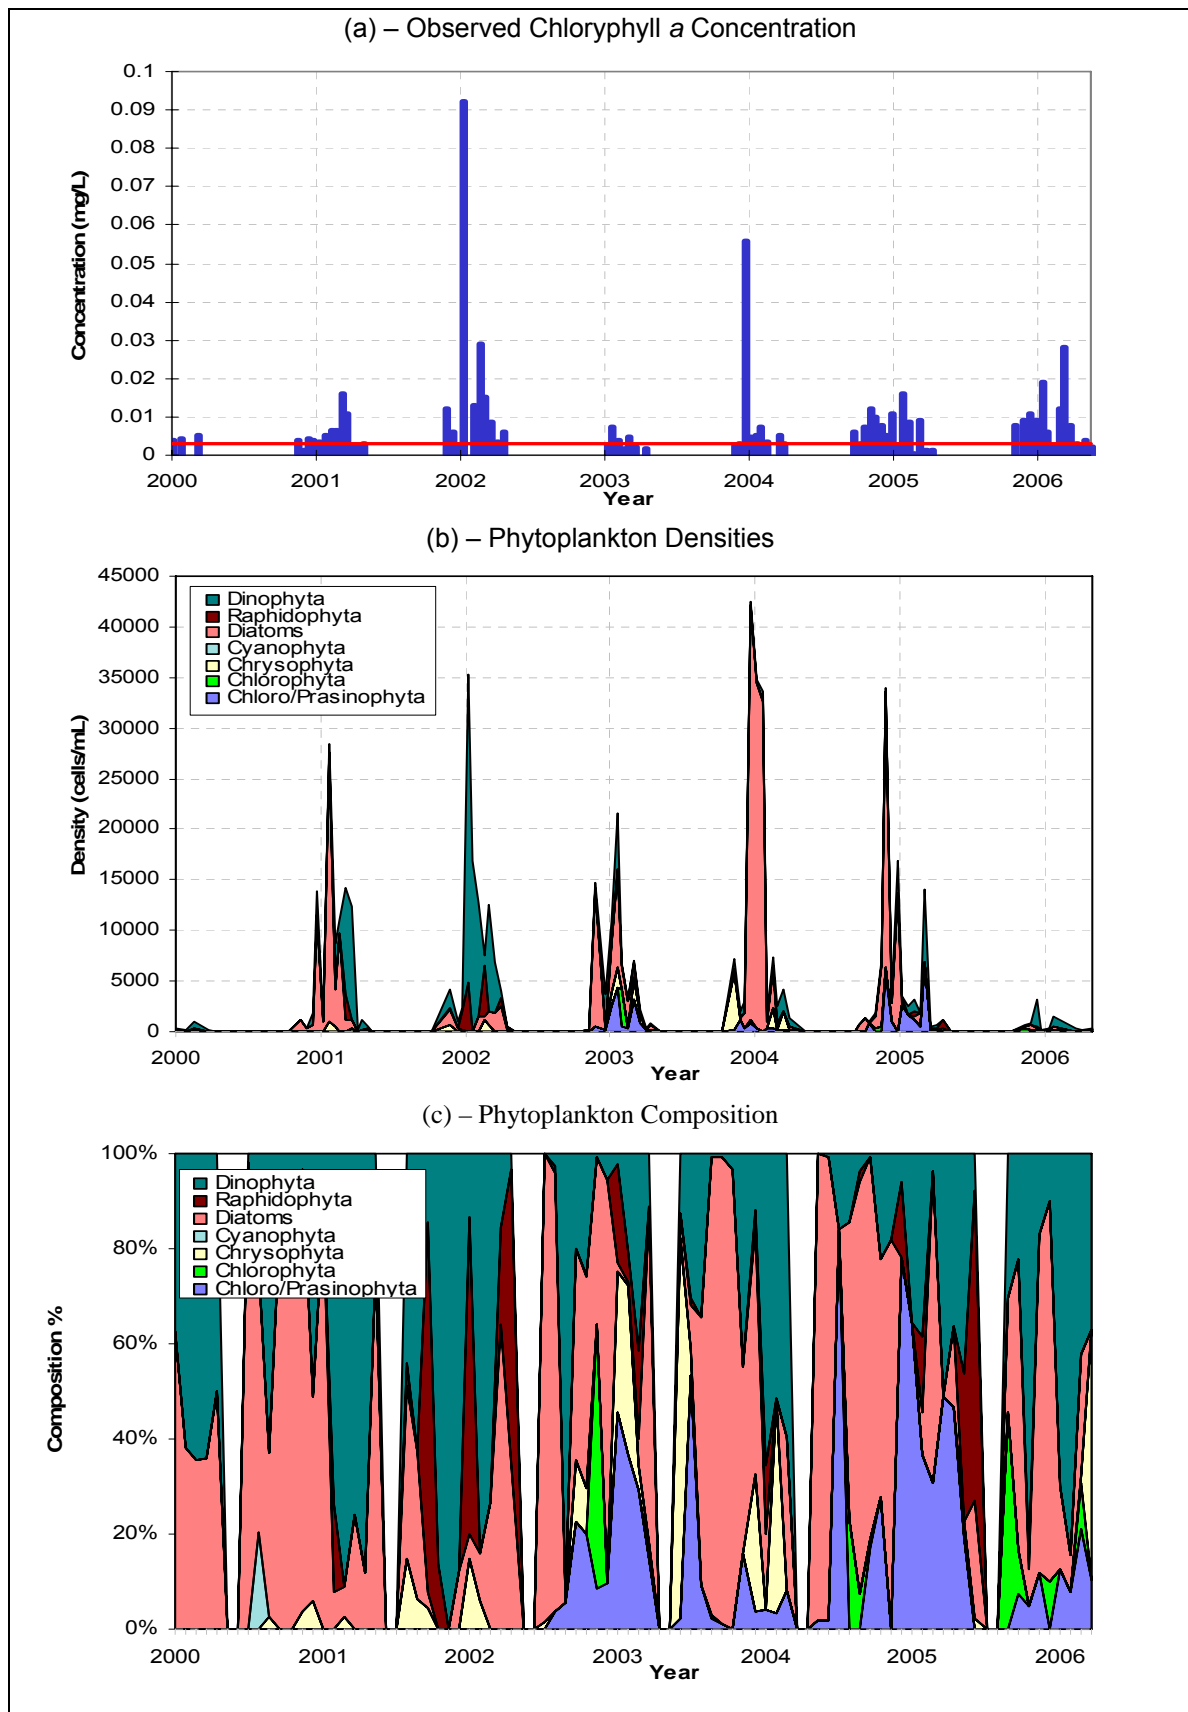 (a) – Observed Chloryphyll a Concentration
0.1
0.09
0.08
0.07
0.06
0.05
0.04
0.03
0.02
0.01
0
Concentration (mg/L)
2000 2001 2002 2003 2004 2005 2006
Year
(b) – Phytoplankton Densities
45000
40000
35000
30000
25000
20000
15000
10000
5000
0
Density (cells/mL)
Dinophyta
Raphidophyta
Diatoms
Cyanophyta
Chrysophyta
Chlorophyta
Chloro/Prasinophyta
2000 2001 2002 2003 2004 2005 2006
Year
(c) – Phytoplankton Composition
100%
80%
60%
40%
20%
0%
Composition %
Dinophyta
Raphidophyta
Diatoms
Cyanophyta
Chrysophyta
Chlorophyta
Chloro/Prasinophyta
2000 2001 2002 2003 2004 2005 2006
Year